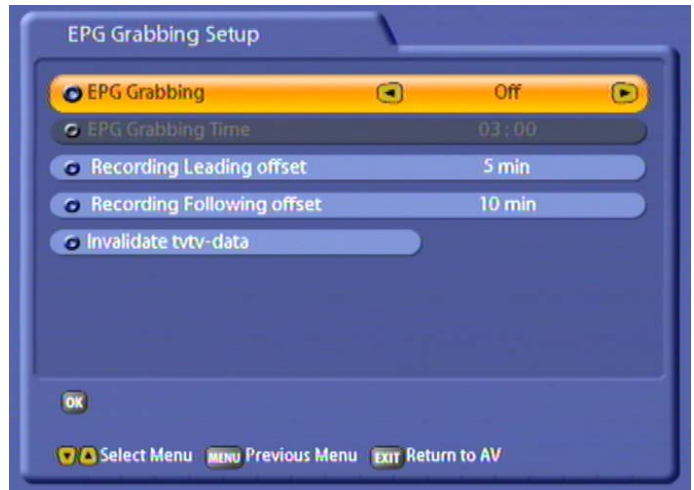 EPG Grabbing Setup
EPG Grabbing Off
EPG Grabbing Time 03:00
Recording Leading offset 5 min
Recording Following offset 10 min
Invalidate tvtv-data
OK
Select Menu MENU Previous Menu EXIT Return to AV